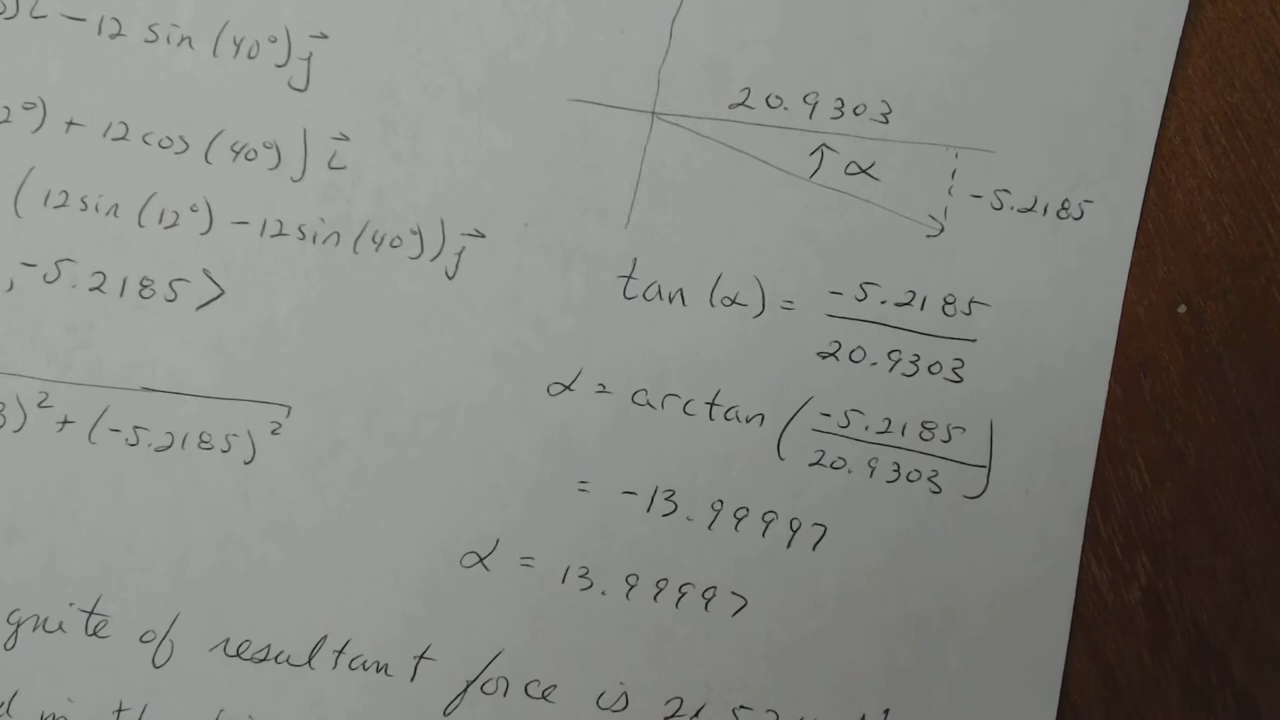 - 12 sin (40°) j⃗
2°) + 12 cos (40°) ] i⃗
(12 sin (12°) - 12 sin (40°)) j⃗
, -5.2185 >
3)² + (-5.2185)²
20.9303
↑ α
-5.2185
tan (α) = -5.2185 / 20.9303
α = arctan (-5.2185 / 20.9303)
= -13.99997
α = 13.99997
gnite of resultant force is